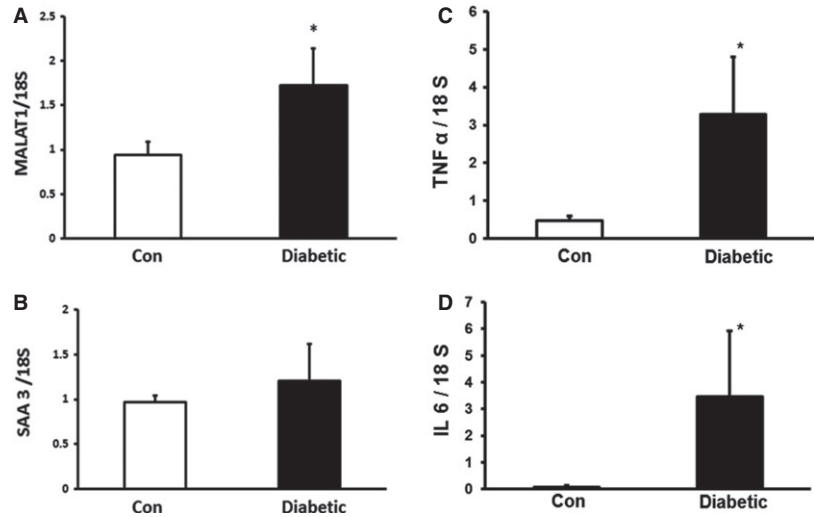 A
MALAT1/18S
2.5
2
1.5
1
0.5
0
*
Con Diabetic
B
SAA 3 /18S
2
1.5
1
0.5
0
Con Diabetic
C
TNF α / 18 S
6
5
4
3
2
1
0
*
Con Diabetic
D
IL 6 / 18 S
7
6
5
4
3
2
1
0
*
Con Diabetic